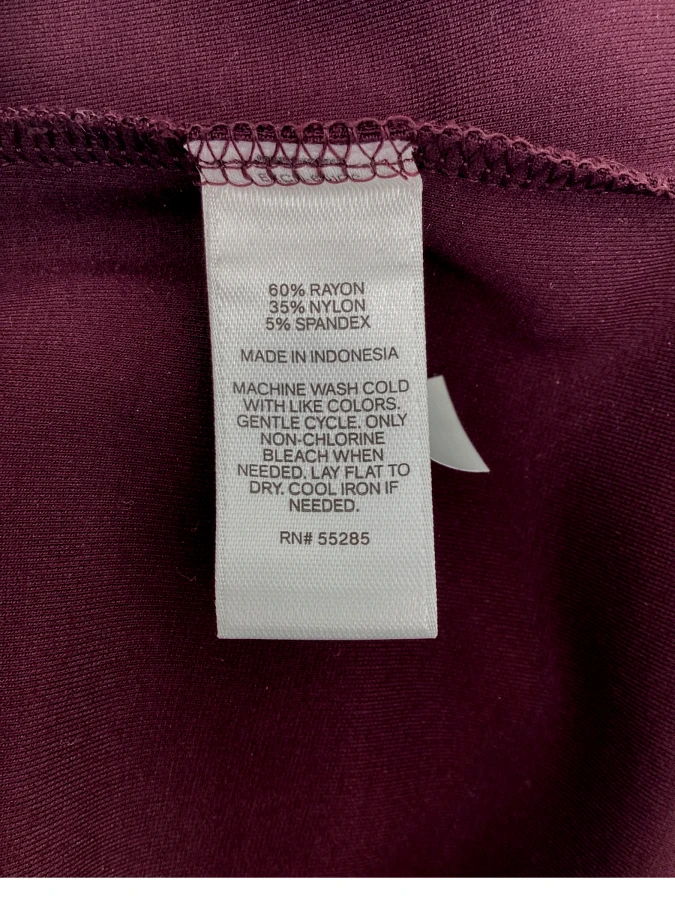 60% RAYON
35% NYLON
5% SPANDEX
MADE IN INDONESIA
MACHINE WASH COLD
WITH LIKE COLORS.
GENTLE CYCLE. ONLY
NON-CHLORINE
BLEACH WHEN
NEEDED. LAY FLAT TO
DRY. COOL IRON IF
NEEDED.
RN# 55285